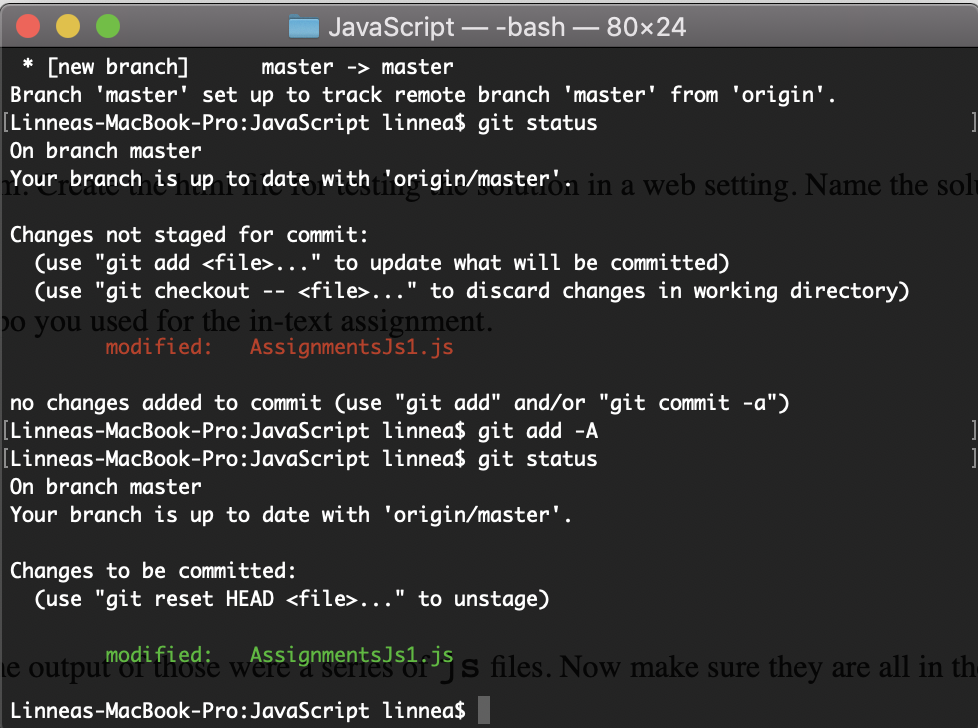 JavaScript — -bash — 80×24
* [new branch]      master -> master
Branch 'master' set up to track remote branch 'master' from 'origin'.
[Linneas-MacBook-Pro:JavaScript linnea$ git status ]
On branch master
Your branch is up to date with 'origin/master'.
Create the html file for testing the solution in a web setting. Name the
Changes not staged for commit:
  (use "git add <file>..." to update what will be committed)
  (use "git checkout -- <file>..." to discard changes in working directory)
you used for the in-text assignment.
        modified:   AssignmentsJs1.js
no changes added to commit (use "git add" and/or "git commit -a")
[Linneas-MacBook-Pro:JavaScript linnea$ git add -A ]
[Linneas-MacBook-Pro:JavaScript linnea$ git status ]
On branch master
Your branch is up to date with 'origin/master'.
Changes to be committed:
  (use "git reset HEAD <file>..." to unstage)
        modified:   AssignmentsJs1.js
output of those were a series of js files. Now make sure they are all in
Linneas-MacBook-Pro:JavaScript linnea$